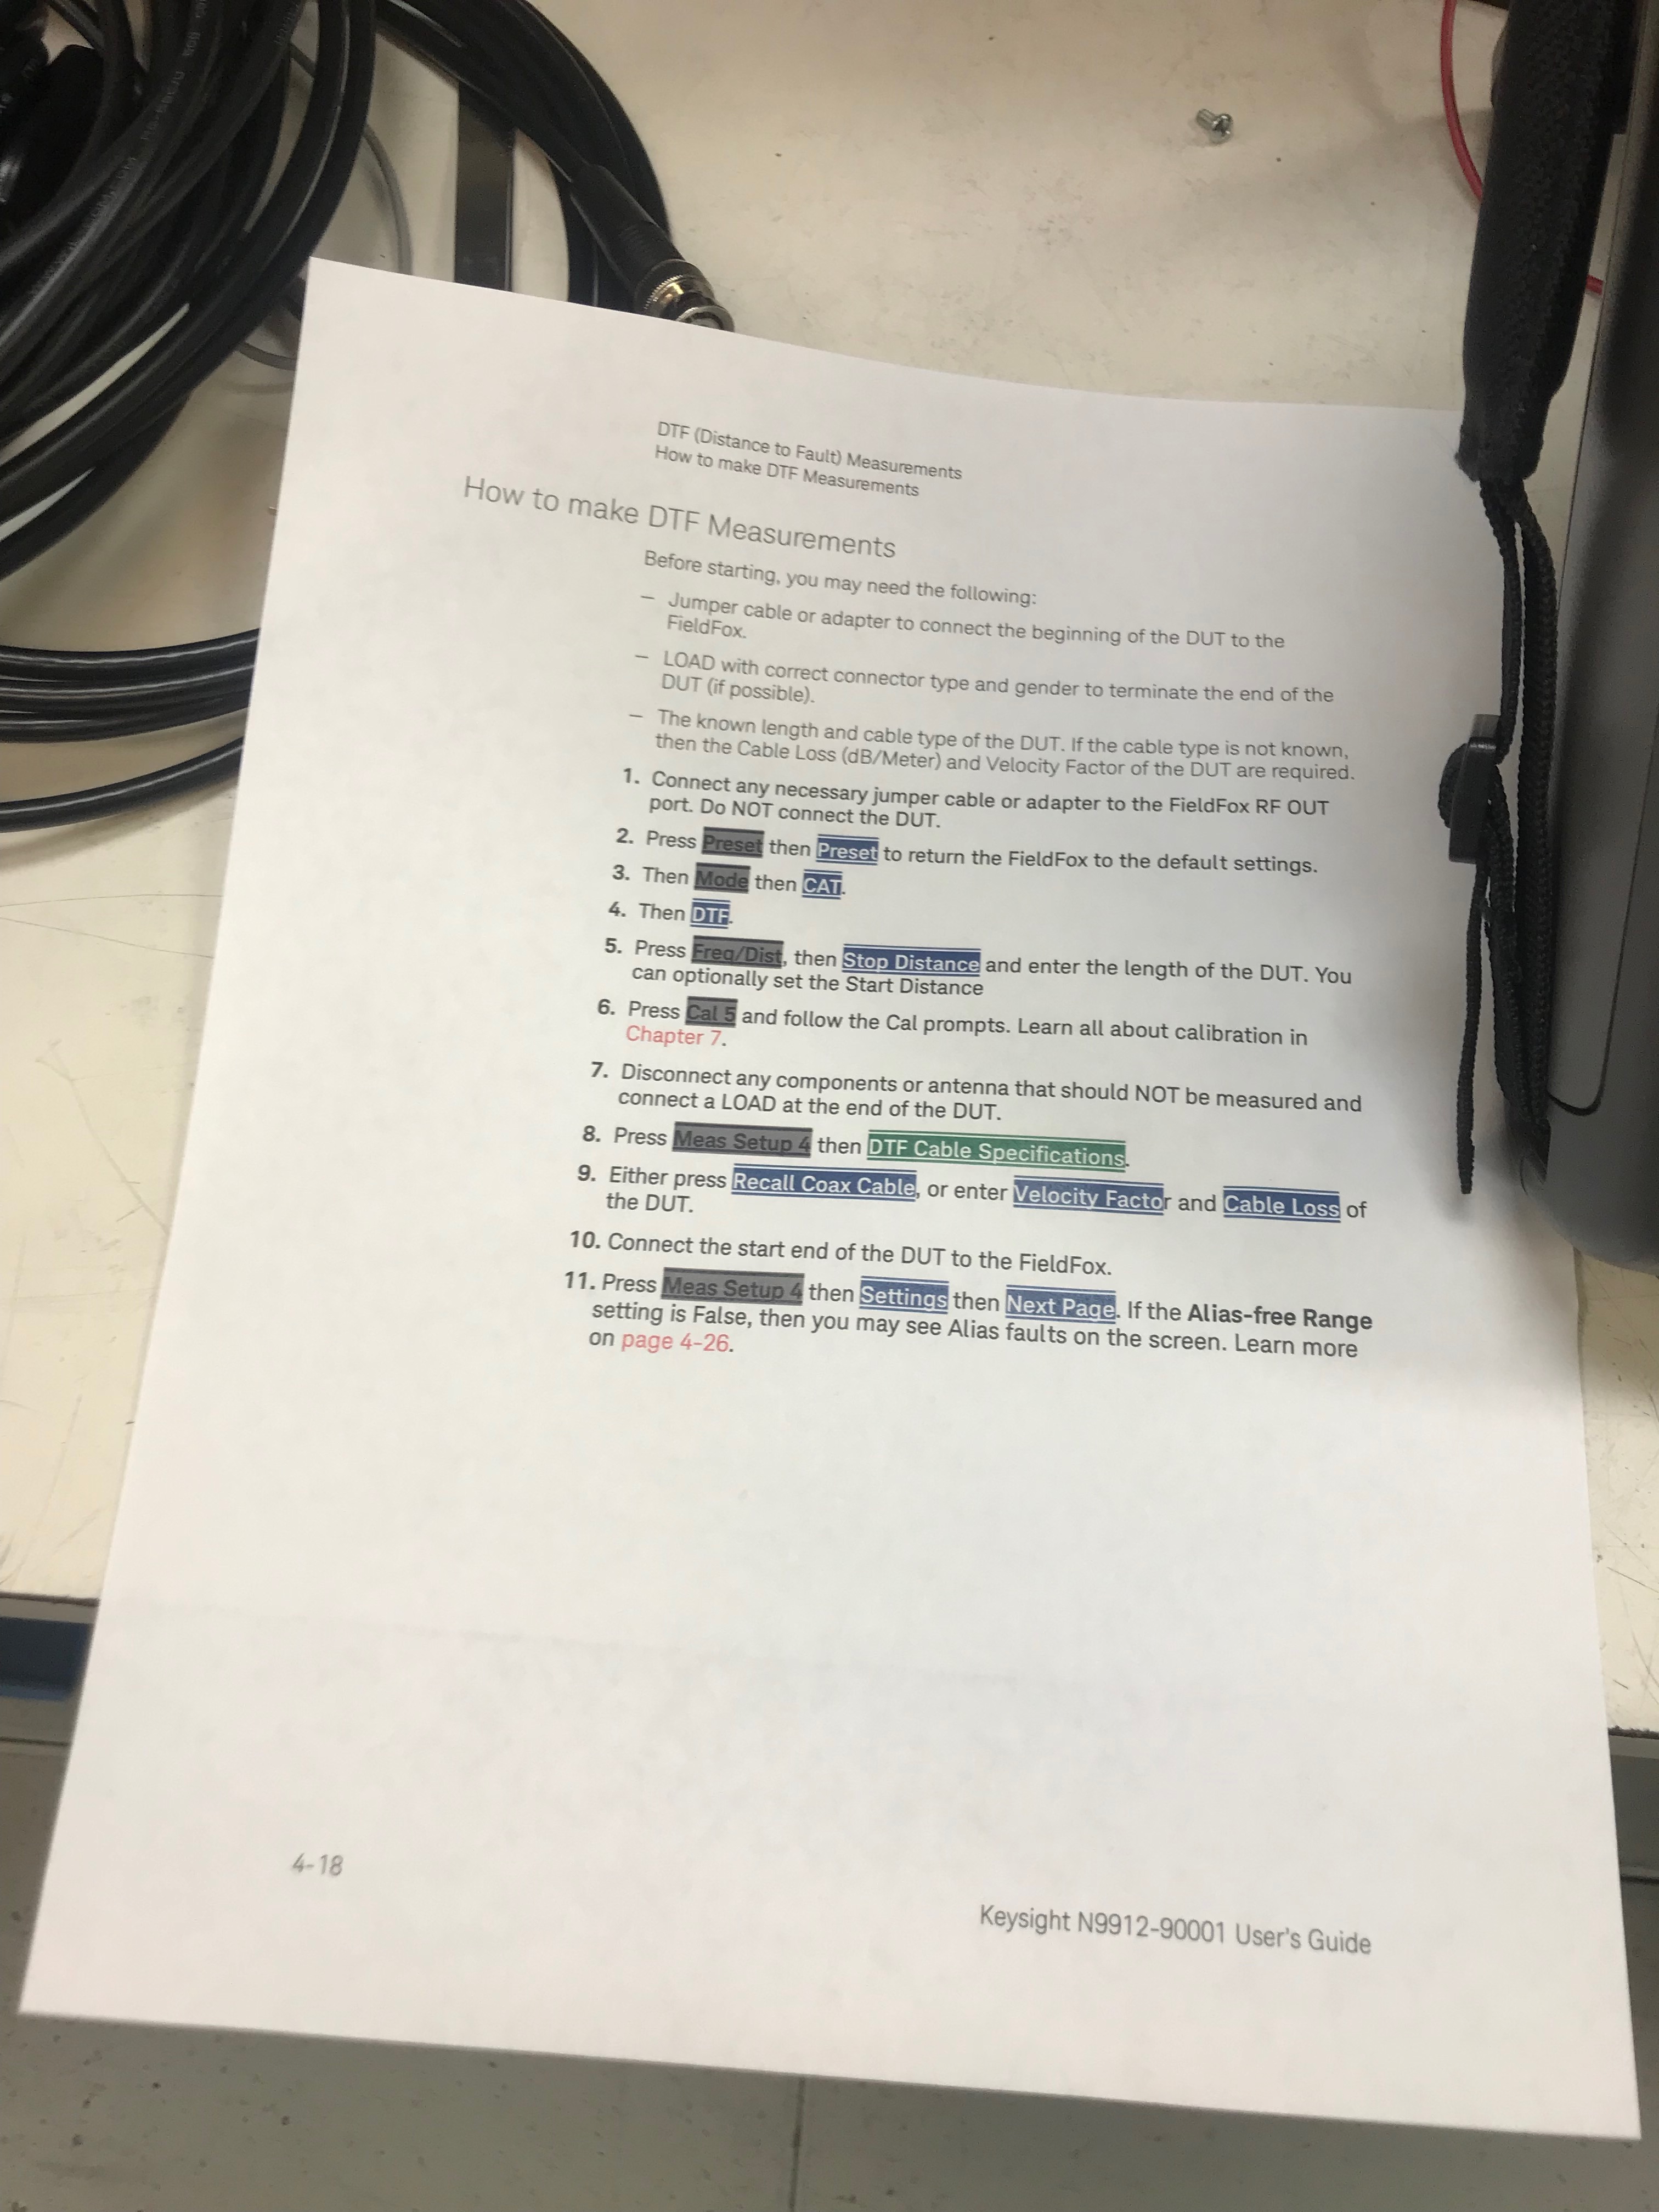 DTF (Distance to Fault) Measurements
How to make DTF Measurements
How to make DTF Measurements
Before starting, you may need the following:
– Jumper cable or adapter to connect the beginning of the DUT to the
FieldFox.
– LOAD with correct connector type and gender to terminate the end of the
DUT (if possible).
– The known length and cable type of the DUT. If the cable type is not known,
then the Cable Loss (dB/Meter) and Velocity Factor of the DUT are required.
1. Connect any necessary jumper cable or adapter to the FieldFox RF OUT
port. Do NOT connect the DUT.
2. Press Preset then Preset to return the FieldFox to the default settings.
3. Then Mode then CAT.
4. Then DTF.
5. Press Freq/Dist, then Stop Distance and enter the length of the DUT. You
can optionally set the Start Distance
6. Press Cal 5 and follow the Cal prompts. Learn all about calibration in
Chapter 7.
7. Disconnect any components or antenna that should NOT be measured and
connect a LOAD at the end of the DUT.
8. Press Meas Setup 4 then DTF Cable Specifications.
9. Either press Recall Coax Cable, or enter Velocity Factor and Cable Loss of
the DUT.
10. Connect the start end of the DUT to the FieldFox.
11. Press Meas Setup 4 then Settings then Next Page. If the Alias-free Range
setting is False, then you may see Alias faults on the screen. Learn more
on page 4-26.
4-18
Keysight N9912-90001 User's Guide